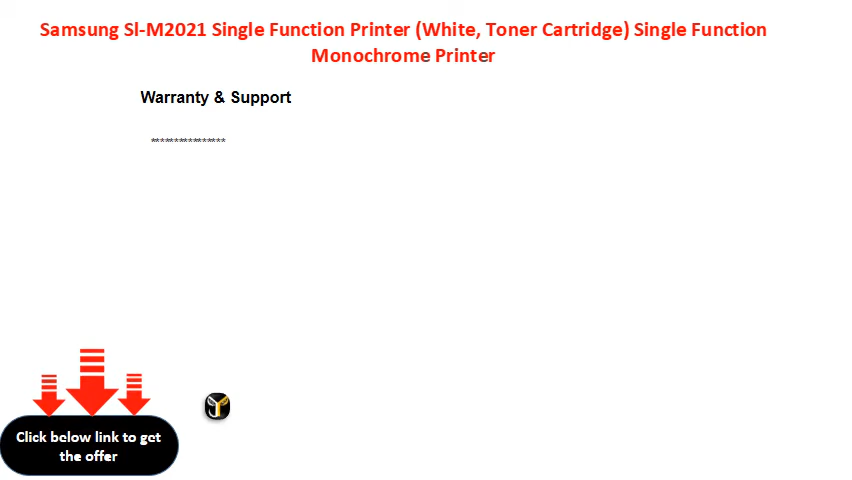 Samsung Sl-M2021 Single Function Printer (White, Toner Cartridge) Single Function
Monochrome Printer
Warranty & Support
****************
Click below link to get
the offer